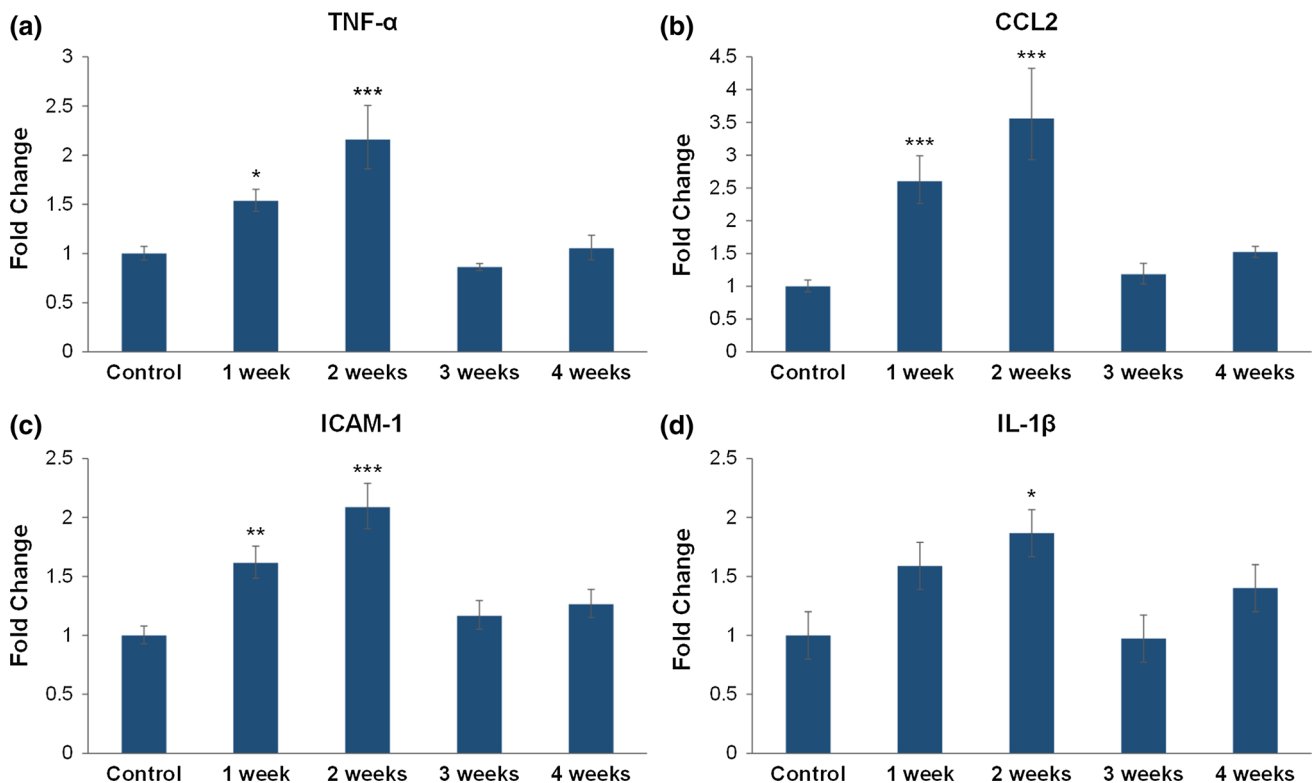 (a)
TNF-α
Fold Change
3
2.5
2
1.5
1
0.5
0
*
***
Control 1 week 2 weeks 3 weeks 4 weeks
(b)
CCL2
Fold Change
4.5
4
3.5
3
2.5
2
1.5
1
0.5
0
***
***
Control 1 week 2 weeks 3 weeks 4 weeks
(c)
ICAM-1
Fold Change
2.5
2
1.5
1
0.5
0
**
***
Control 1 week 2 weeks 3 weeks 4 weeks
(d)
IL-1β
Fold Change
2.5
2
1.5
1
0.5
0
*
Control 1 week 2 weeks 3 weeks 4 weeks